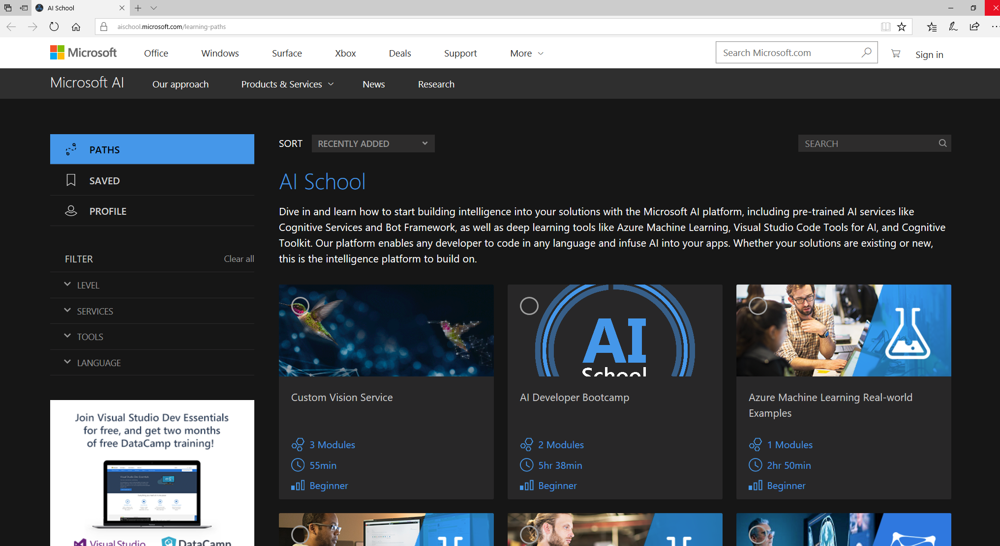 AI School
aischool.microsoft.com/learning-paths
Microsoft
Office
Windows
Surface
Xbox
Deals
Support
More
Search Microsoft.com
Sign in
Microsoft AI
Our approach
Products & Services
News
Research
PATHS
SAVED
PROFILE
FILTER
Clear all
LEVEL
SERVICES
TOOLS
LANGUAGE
Join Visual Studio Dev Essentials
for free, and get two months
of free DataCamp training!
Visual Studio
DataCamp
SORT
RECENTLY ADDED
SEARCH
AI School
Dive in and learn how to start building intelligence into your solutions with the Microsoft AI platform, including pre-trained AI services like
Cognitive Services and Bot Framework, as well as deep learning tools like Azure Machine Learning, Visual Studio Code Tools for AI, and Cognitive
Toolkit. Our platform enables any developer to code in any language and infuse AI into your apps. Whether your solutions are existing or new,
this is the intelligence platform to build on.
Custom Vision Service
3 Modules
55min
Beginner
AI
School
AI Developer Bootcamp
2 Modules
5hr 38min
Beginner
Azure Machine Learning Real-world
Examples
1 Modules
2hr 50min
Beginner